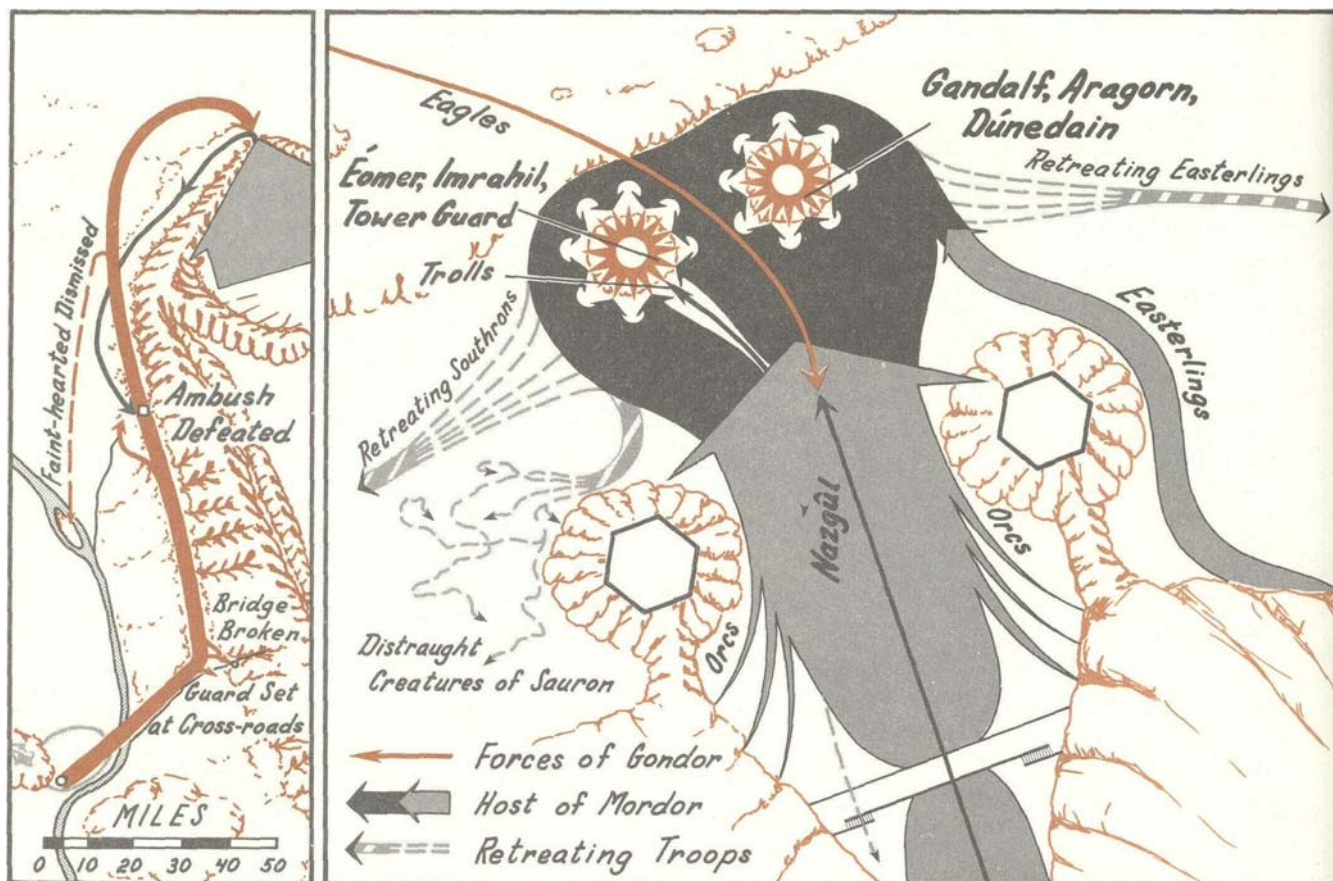 Faint-hearted Dismissed
Ambush
Defeated
Bridge
Broken
Guard Set
at Cross-roads
MILES
0 10 20 30 40 50
Eagles
Gandalf, Aragorn,
Dúnedain
Éomer, Imrahil,
Tower Guard
Trolls
Retreating Easterlings
Easterlings
Retreating Southrons
Nazgûl
Orcs
Orcs
Distraught
Creatures of Sauron
Forces of Gondor
Host of Mordor
Retreating Troops